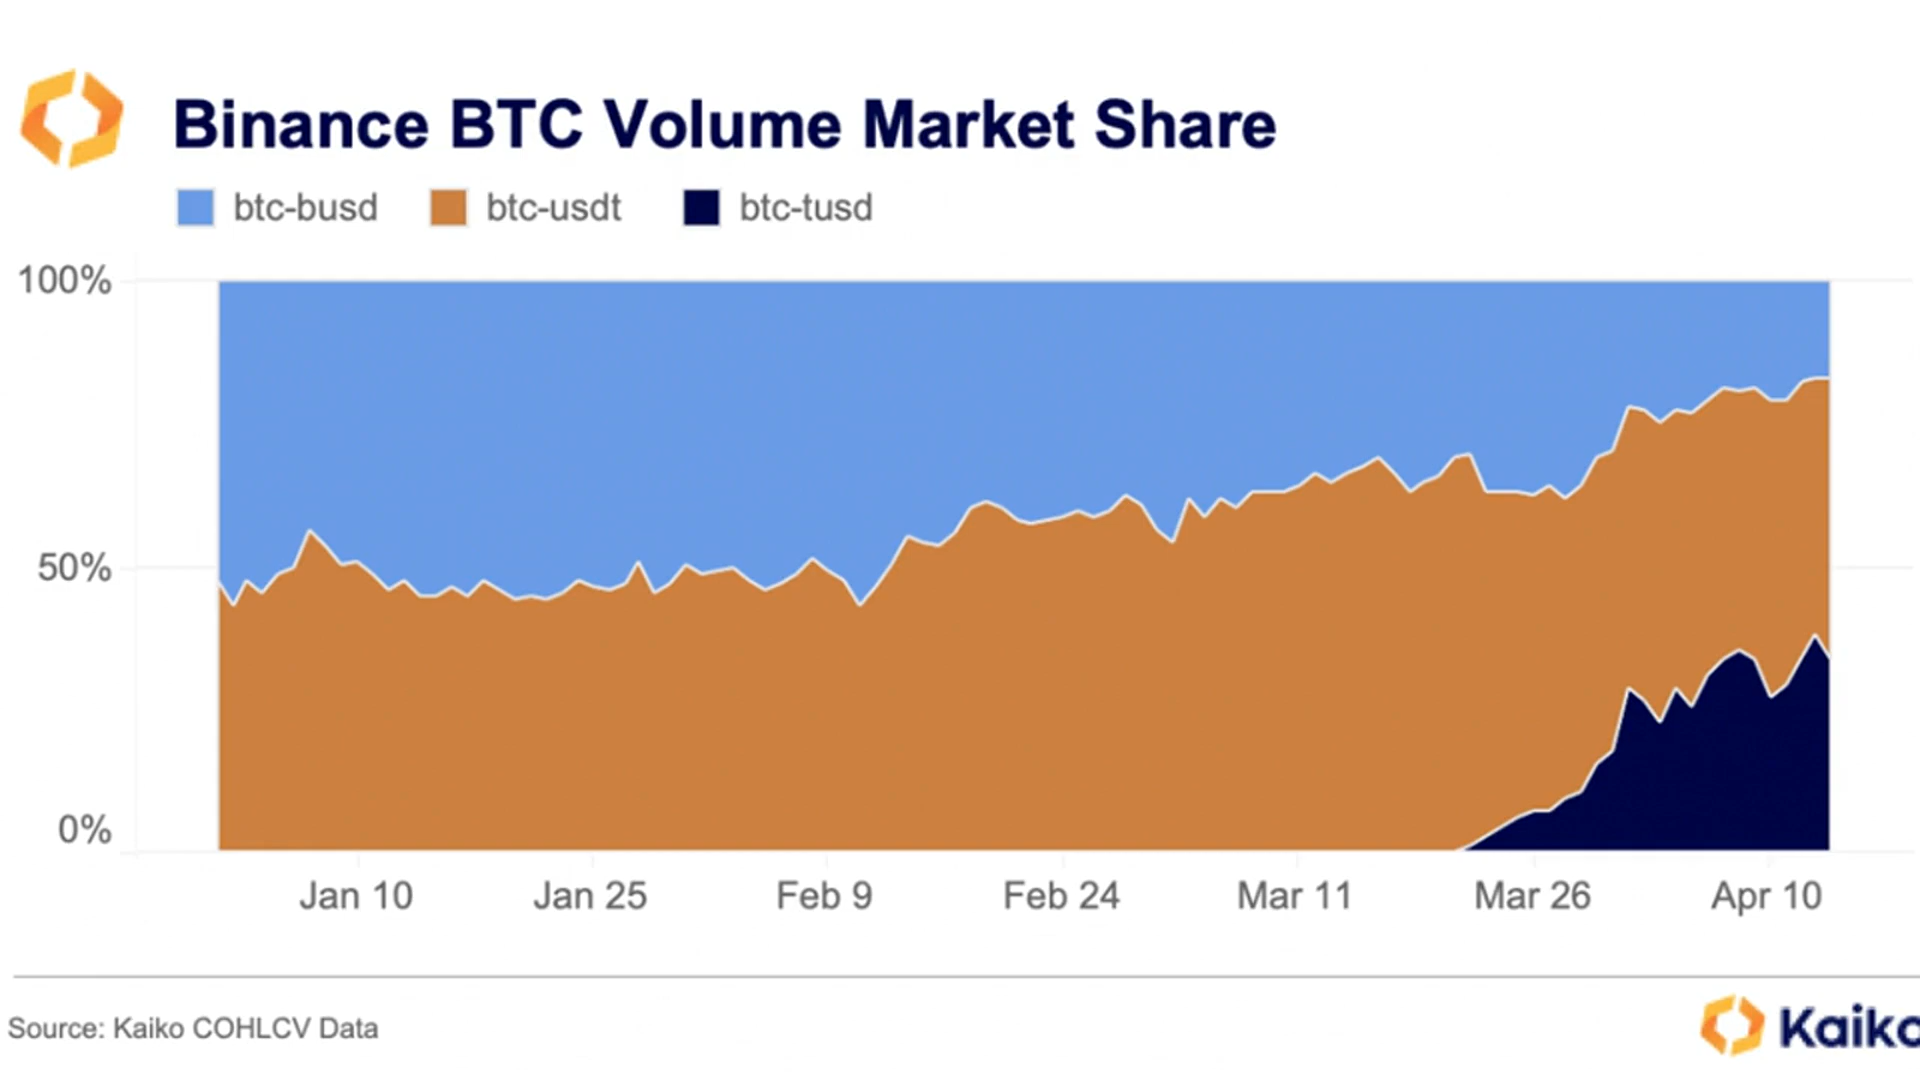 Binance BTC Volume Market Share
btc-busd btc-usdt btc-tusd
100%
50%
0%
Jan 10 Jan 25 Feb 9 Feb 24 Mar 11 Mar 26 Apr 10
Source: Kaiko COHLCV Data
Kaiko